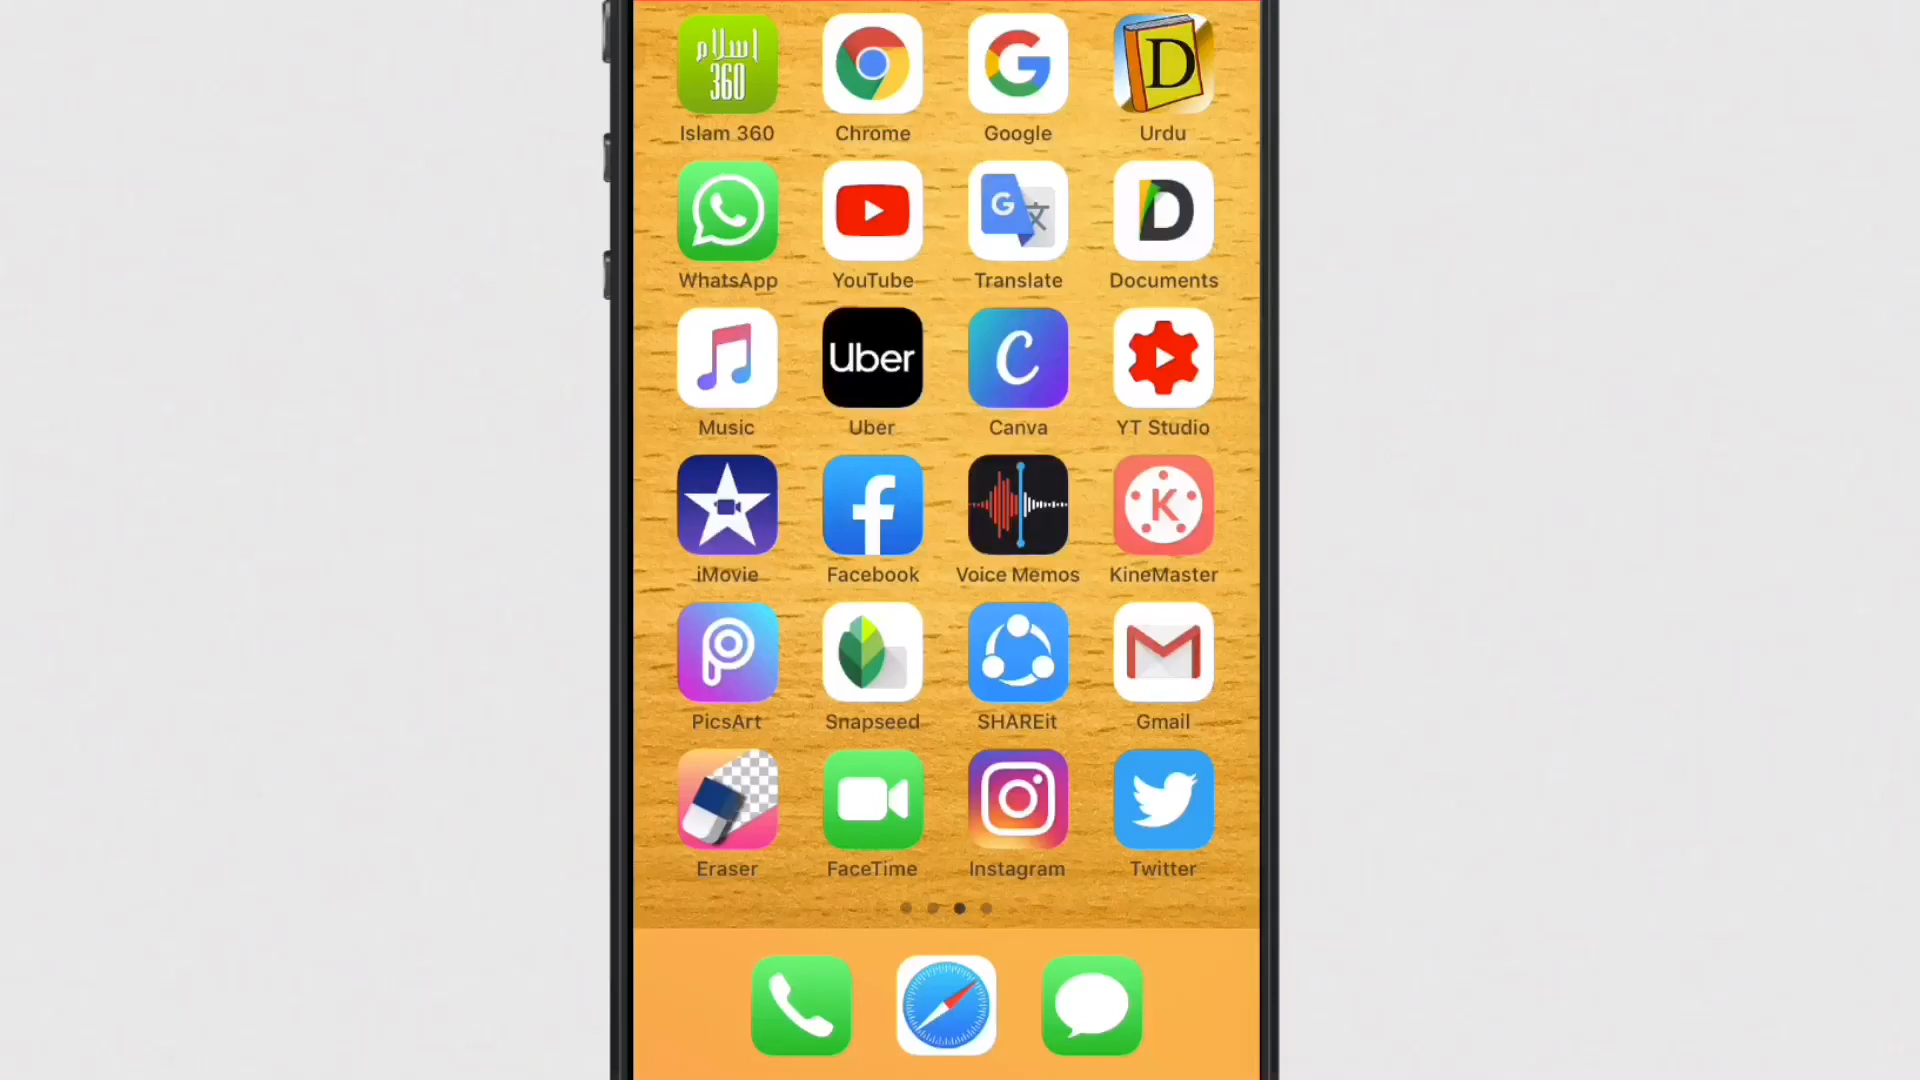 اسلام
360
D
Islam 360
Chrome
Google
Urdu
G 文
D
WhatsApp
YouTube
Translate
Documents
Uber
C
Music
Uber
Canva
YT Studio
K
iMovie
Facebook
Voice Memos
KineMaster
PicsArt
Snapseed
SHAREit
Gmail
Eraser
FaceTime
Instagram
Twitter